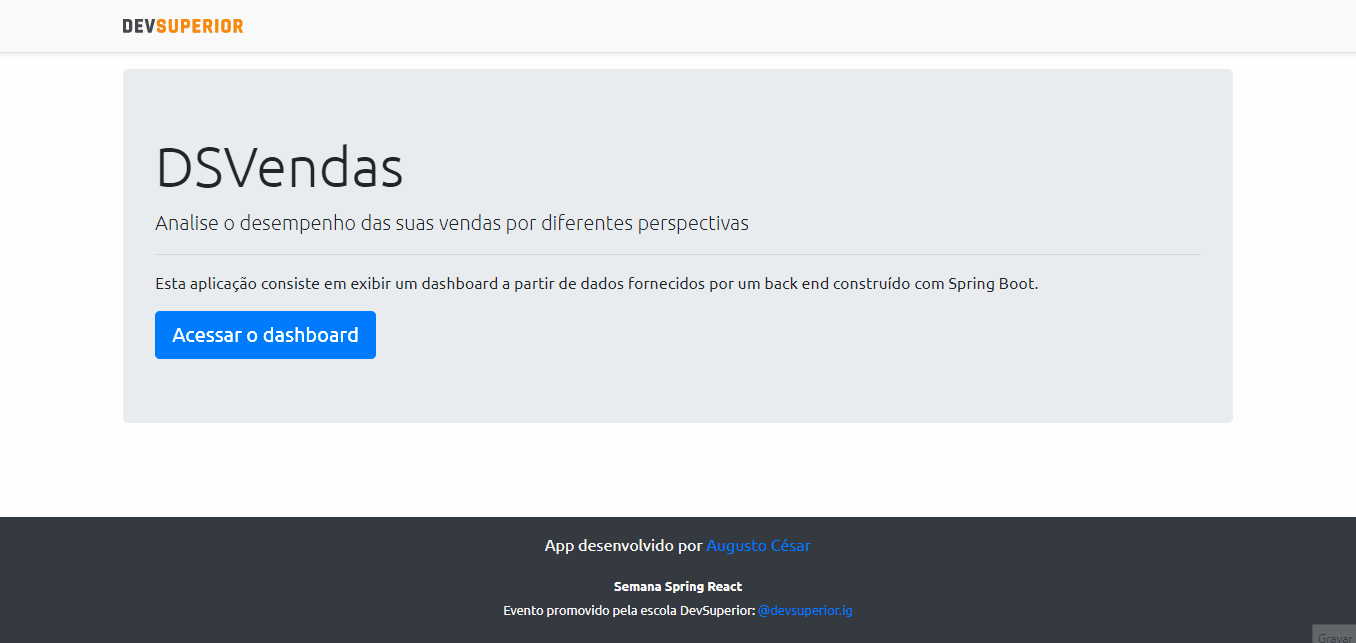 DEVSUPERIOR
DSVendas
Analise o desempenho das suas vendas por diferentes perspectivas
Esta aplicação consiste em exibir um dashboard a partir de dados fornecidos por um back end construído com Spring Boot.
Acessar o dashboard
App desenvolvido por Augusto César
Semana Spring React
Evento promovido pela escola DevSuperior: @devsuperior.ig
Gravar